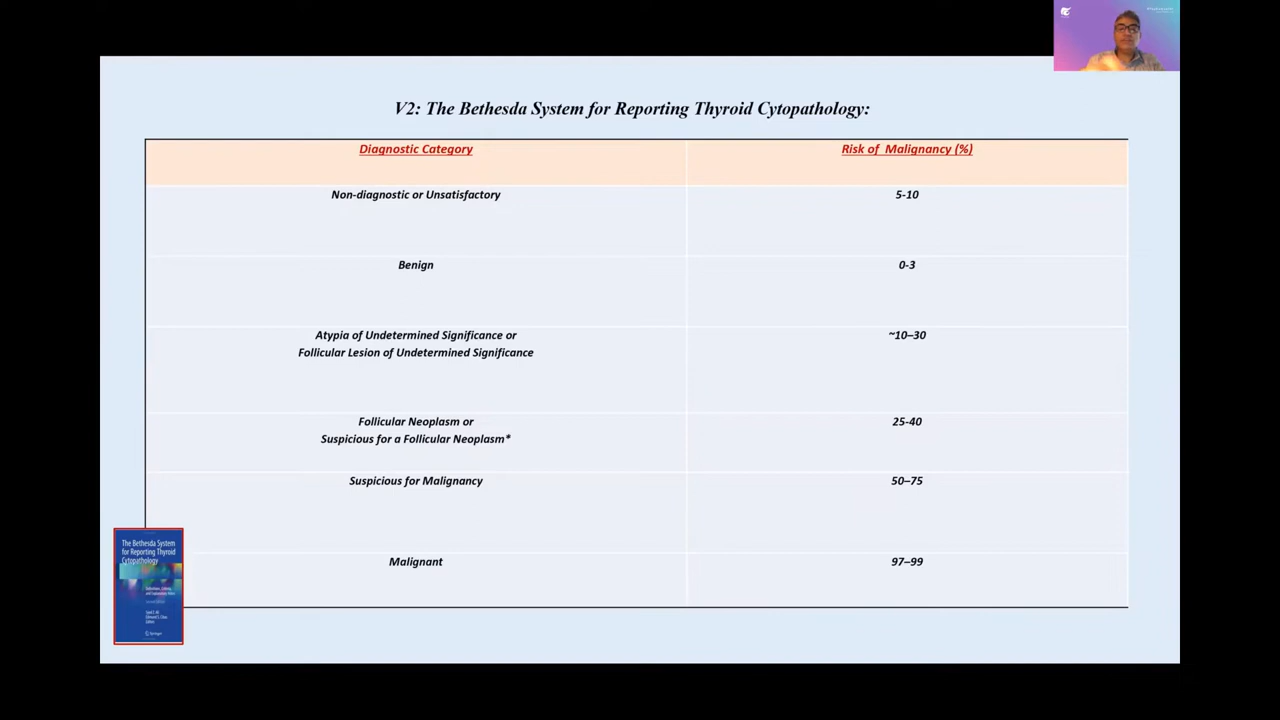 V2: The Bethesda System for Reporting Thyroid Cytopathology:
Diagnostic Category
Risk of Malignancy (%)
Non-diagnostic or Unsatisfactory
5-10
Benign
0-3
Atypia of Undetermined Significance or
Follicular Lesion of Undetermined Significance
~10–30
Follicular Neoplasm or
Suspicious for a Follicular Neoplasm*
25-40
Suspicious for Malignancy
50–75
Malignant
97–99
The Bethesda System
for Reporting Thyroid
Cytopathology
Springer